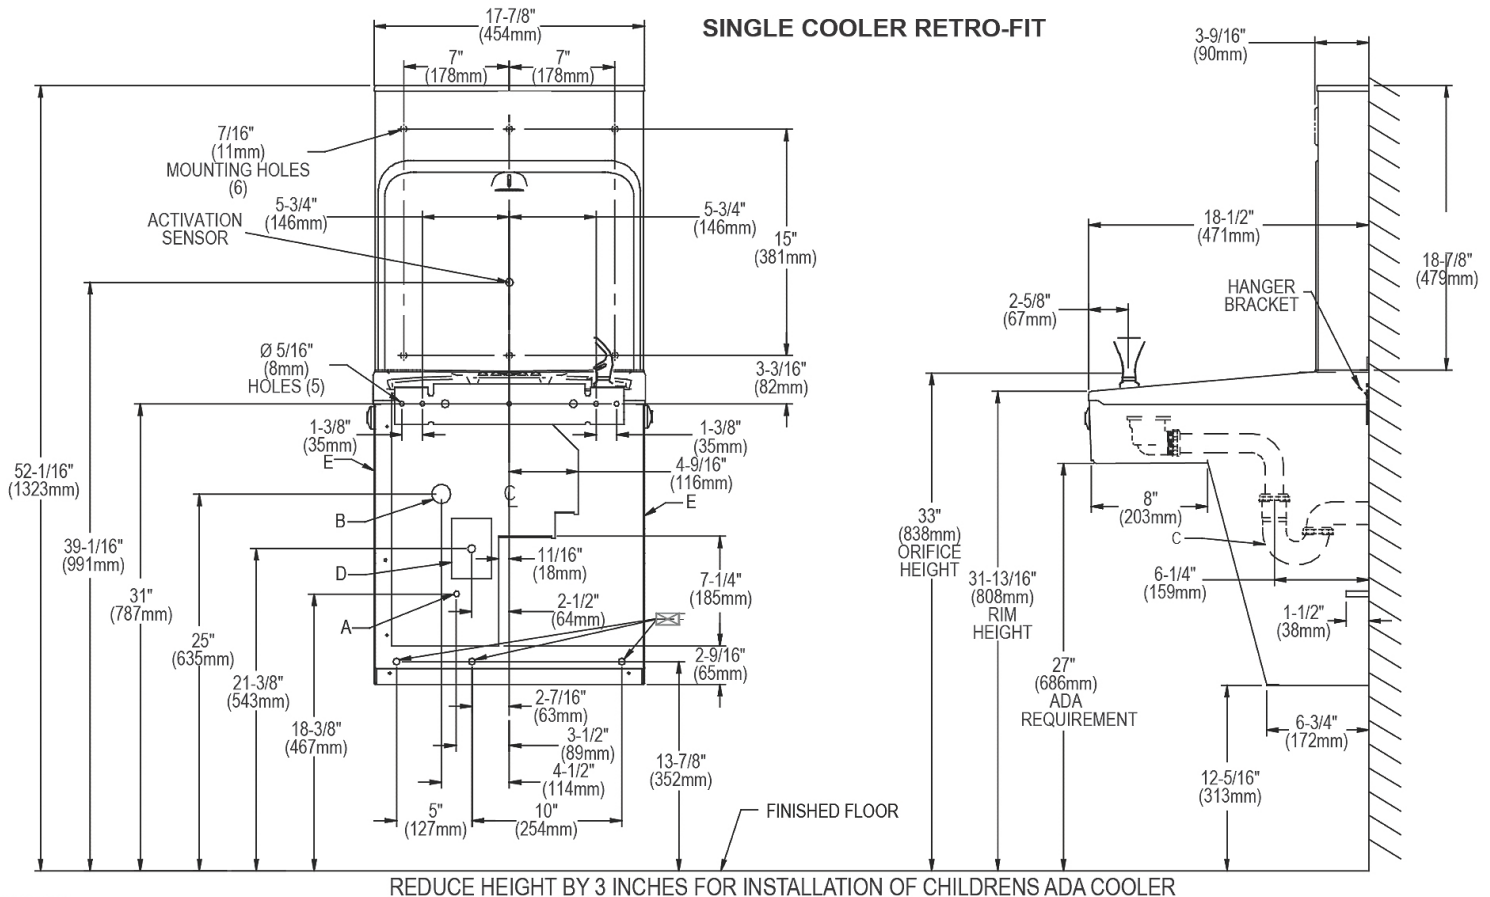 SINGLE COOLER RETRO-FIT
17-7/8"
(454mm)
7"
(178mm)
7"
(178mm)
3-9/16"
(90mm)
7/16"
(11mm)
MOUNTING HOLES
(6)
ACTIVATION
SENSOR
5-3/4"
(146mm)
5-3/4"
(146mm)
15"
(381mm)
18-1/2"
(471mm)
18-7/8"
(479mm)
HANGER
BRACKET
2-5/8"
(67mm)
Ø 5/16"
(8mm)
HOLES (5)
3-3/16"
(82mm)
1-3/8"
(35mm)
1-3/8"
(35mm)
E
4-9/16"
(116mm)
E
52-1/16"
(1323mm)
C
B
8"
(203mm)
33"
(838mm)
ORIFICE
HEIGHT
C
39-1/16"
(991mm)
D
11/16"
(18mm)
7-1/4"
(185mm)
31-13/16"
(808mm)
RIM
HEIGHT
6-1/4"
(159mm)
31"
(787mm)
2-1/2"
(64mm)
1-1/2"
(38mm)
A
25"
(635mm)
2-9/16"
(65mm)
27"
(686mm)
ADA
REQUIREMENT
21-3/8"
(543mm)
2-7/16"
(63mm)
18-3/8"
(467mm)
3-1/2"
(89mm)
6-3/4"
(172mm)
13-7/8"
(352mm)
4-1/2"
(114mm)
12-5/16"
(313mm)
5"
(127mm)
10"
(254mm)
FINISHED FLOOR
REDUCE HEIGHT BY 3 INCHES FOR INSTALLATION OF CHILDRENS ADA COOLER